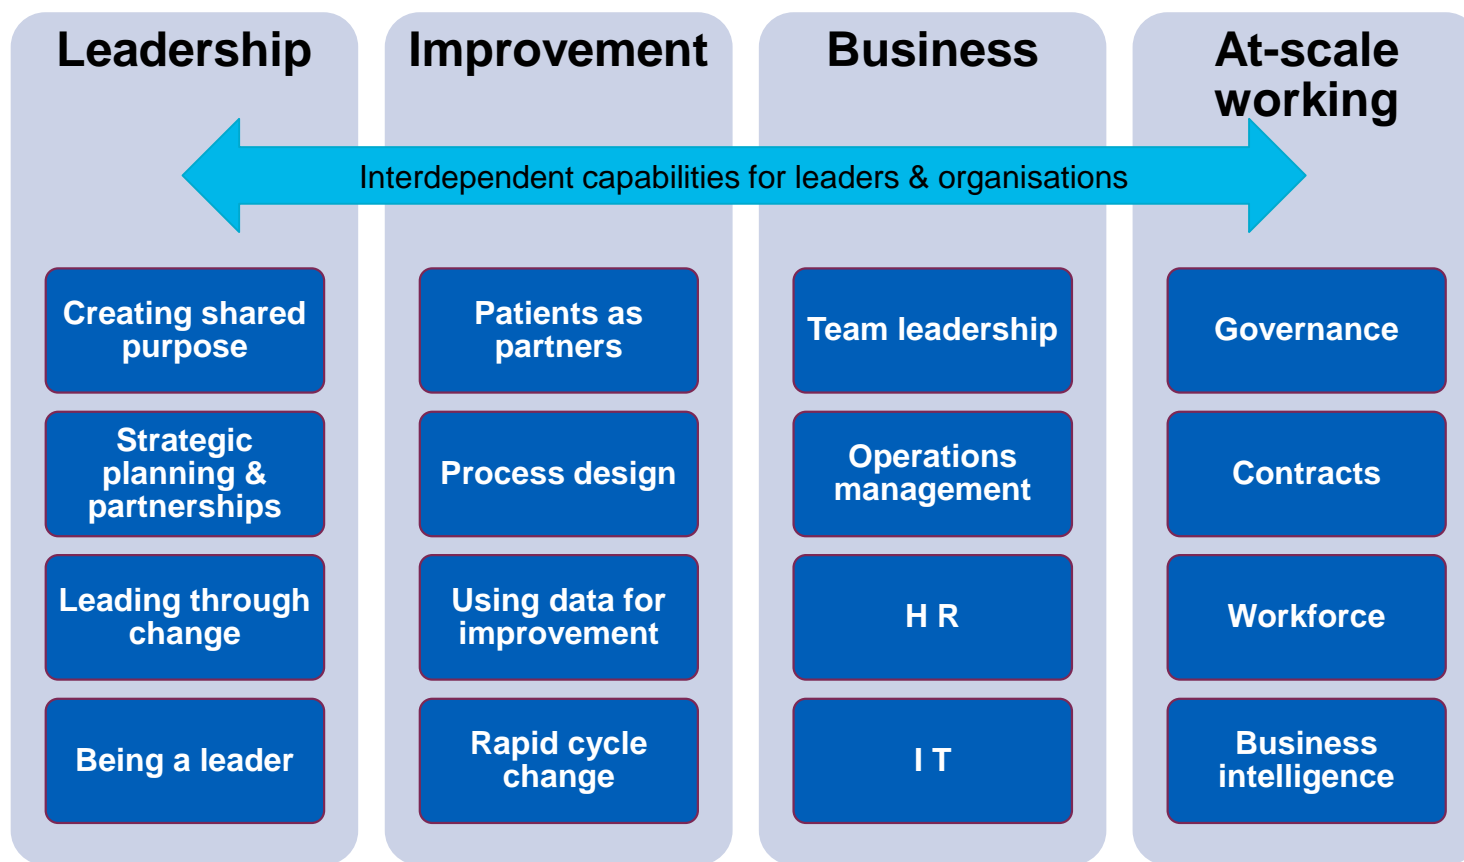 Leadership
Improvement
Business
At-scale
working
Interdependent capabilities for leaders & organisations
Creating shared
purpose
Strategic
planning &
partnerships
Leading through
change
Being a leader
Patients as
partners
Process design
Using data for
improvement
Rapid cycle
change
Team leadership
Operations
management
H R
I T
Governance
Contracts
Workforce
Business
intelligence